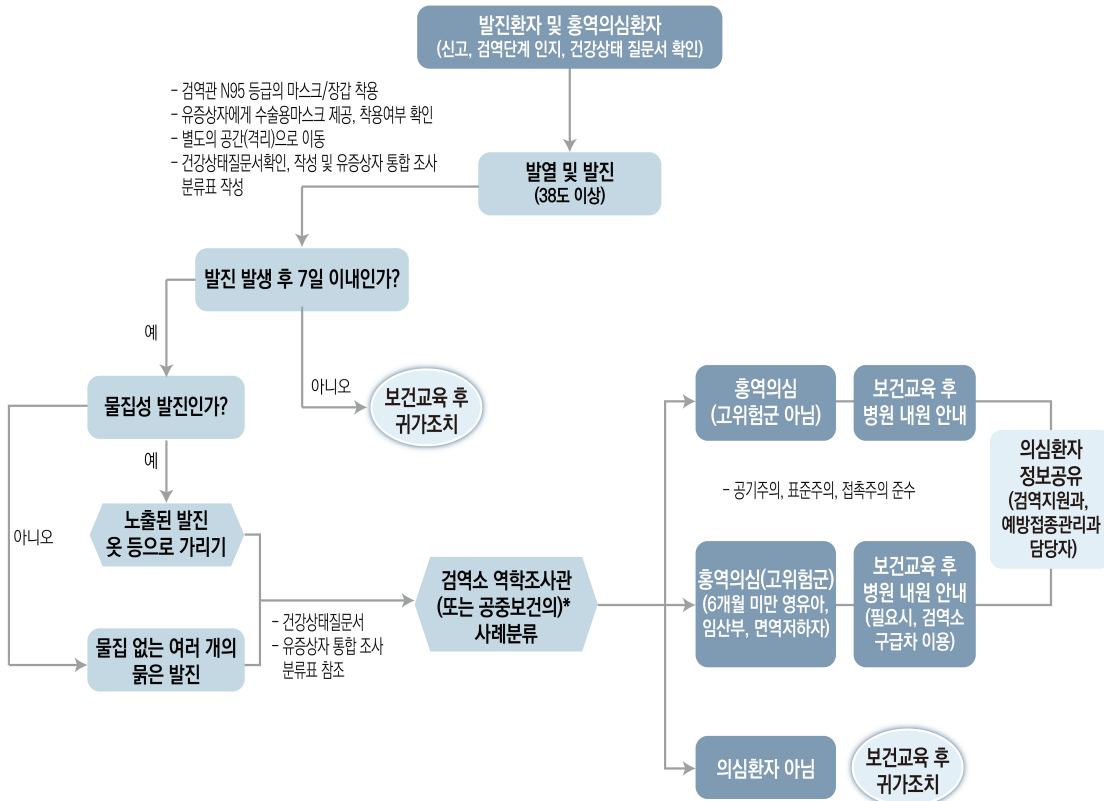 발진환자 및 홍역의심환자
(신고, 검역단계 인지, 건강상태 질문서 확인)
- 검역관 N95 등급의 마스크/장갑 착용
- 유증상자에게 수술용마스크 제공, 착용여부 확인
- 별도의 공간(격리)으로 이동
- 건강상태질문서확인, 작성 및 유증상자 통합 조사
분류표 작성
발열 및 발진
(38도 이상)
발진 발생 후 7일 이내인가?
예
아니오
보건교육 후
귀가조치
물집성 발진인가?
예
아니오
노출된 발진
옷 등으로 가리기
물집 없는 여러 개의
묽은 발진
- 건강상태질문서
- 유증상자 통합 조사
분류표 참조
검역소 역학조사관
(또는 공중보건의)*
사례분류
홍역의심
(고위험군 아님)
보건교육 후
병원 내원 안내
- 공기주의, 표준주의, 접촉주의 준수
홍역의심(고위험군)
(6개월 미만 영유아,
임산부, 면역저하자)
보건교육 후
병원 내원 안내
(필요시, 검역소
구급차 이용)
의심환자
정보공유
(검역지원과,
예방접종관리과
담당자)
의심환자 아님
보건교육 후
귀가조치